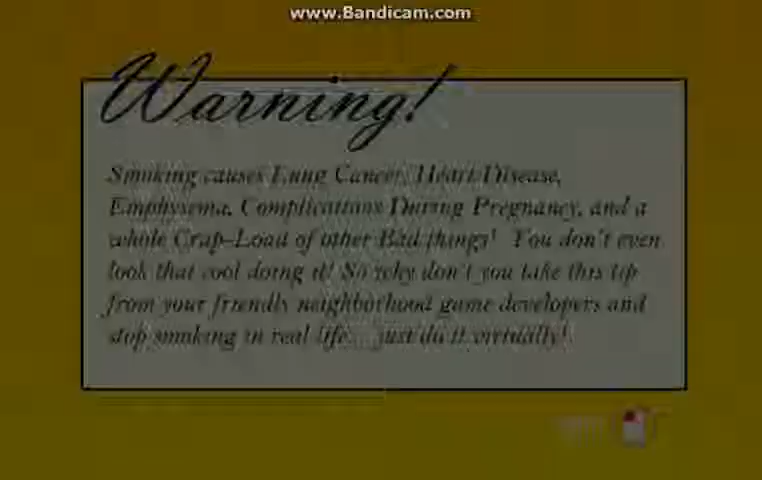 www.Bandicam.com
Warning!
Smoking causes Lung Cancer, Heart Disease,
Emphysema, Complications During Pregnancy, and a
whole Crap-Load of other Bad things! You don't even
look that cool doing it! So why don't you take this tip
from your friendly neighborhood game developers and
stop smoking in real life... just do it virtually!